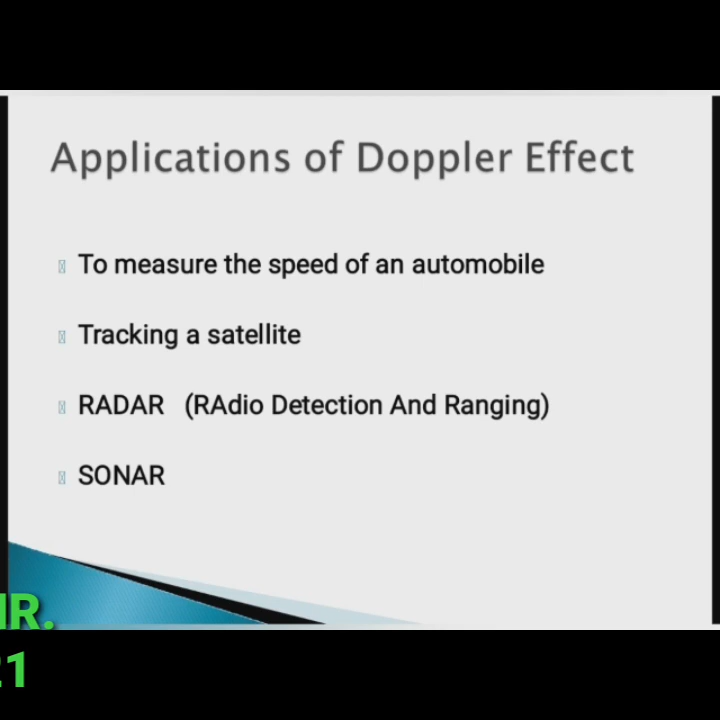 Applications of Doppler Effect
To measure the speed of an automobile
Tracking a satellite
RADAR (RAdio Detection And Ranging)
SONAR